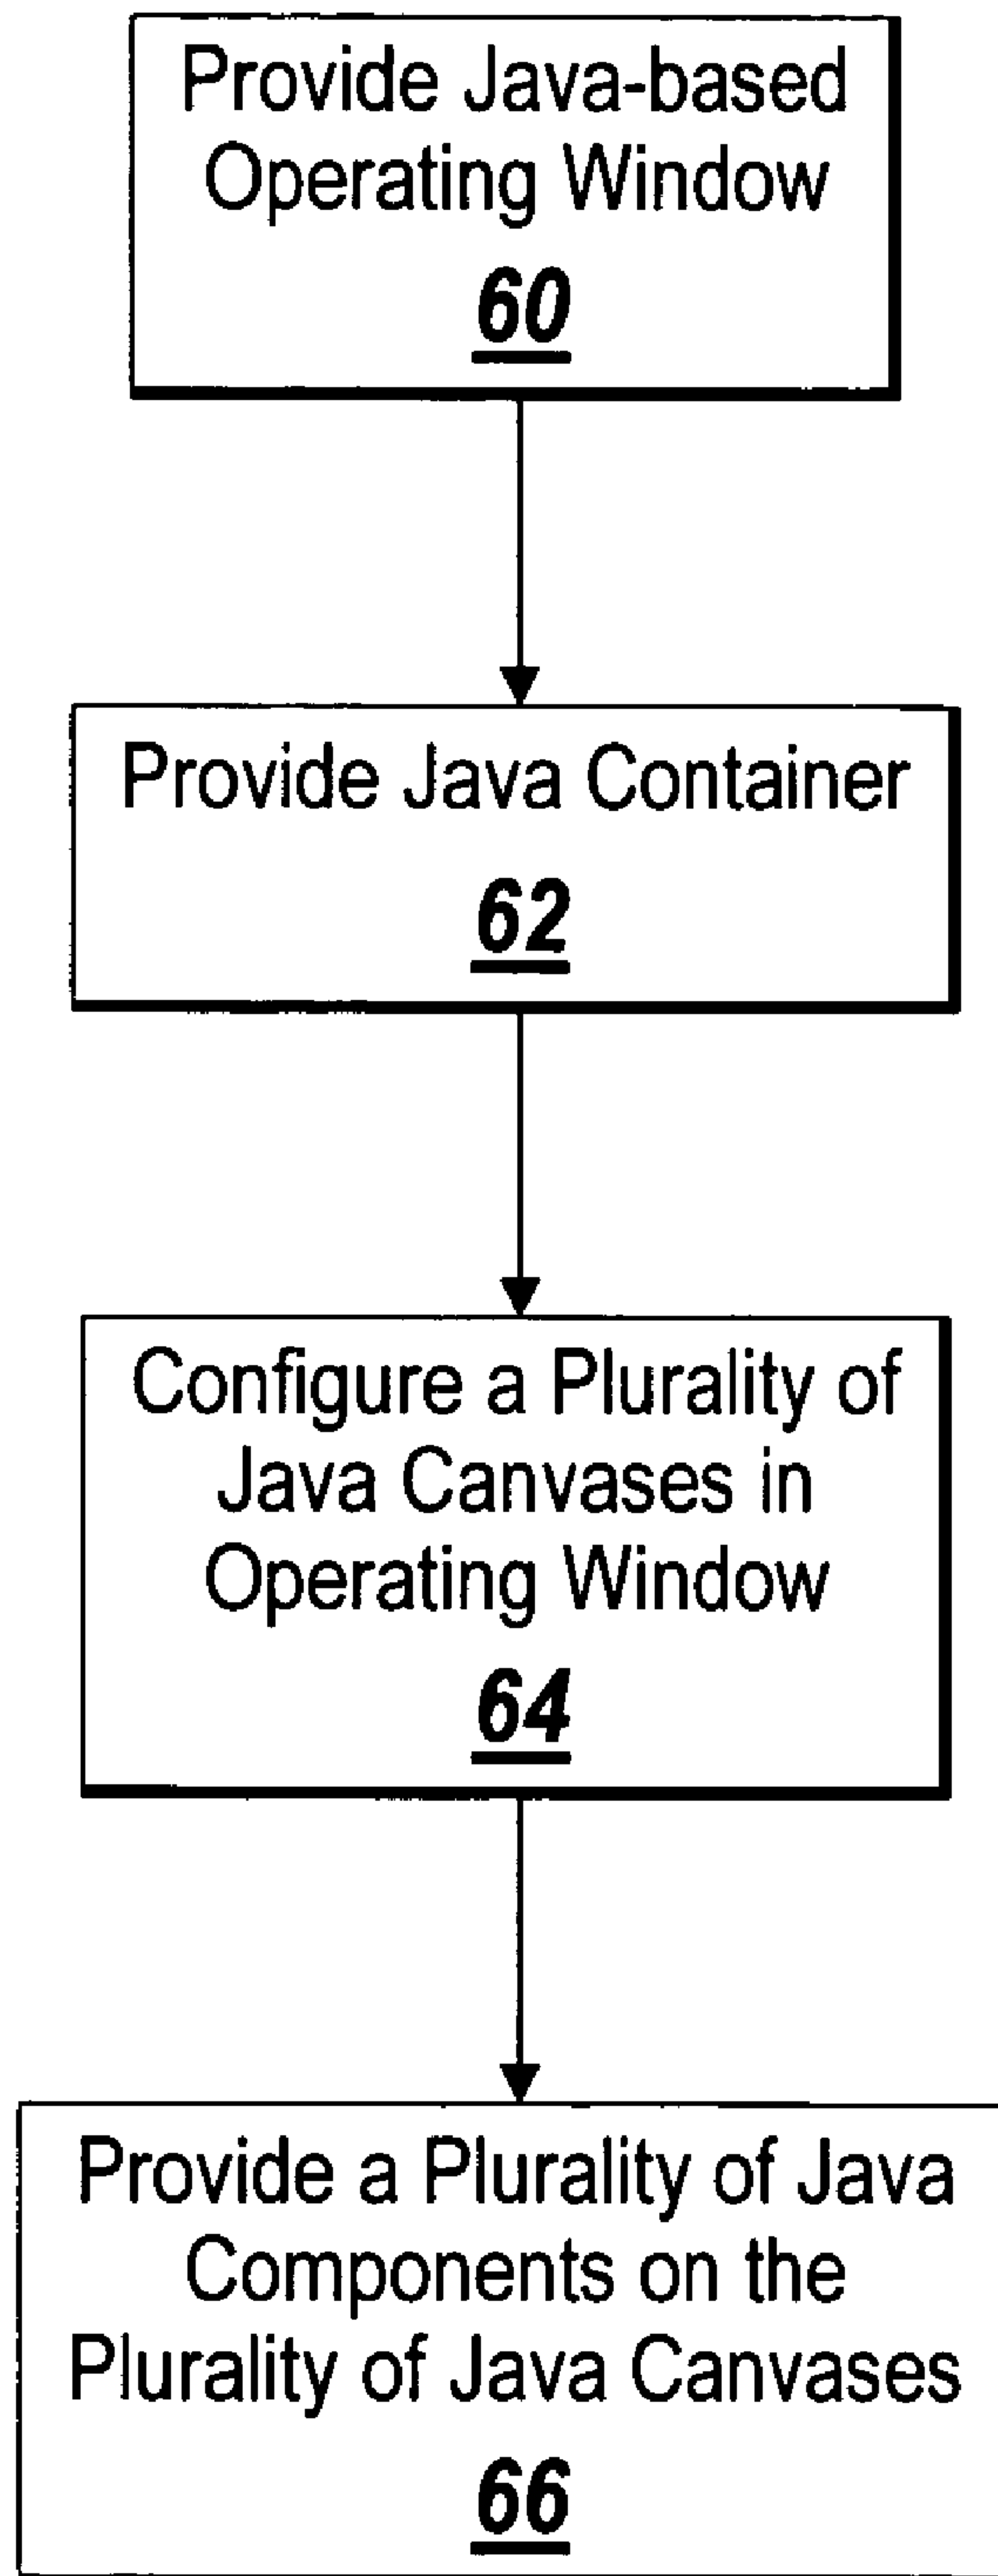 Provide Java-based
Operating Window
60
Provide Java Container
62
Configure a Plurality of
Java Canvases in
Operating Window
64
Provide a Plurality of Java
Components on the
Plurality of Java Canvases
66